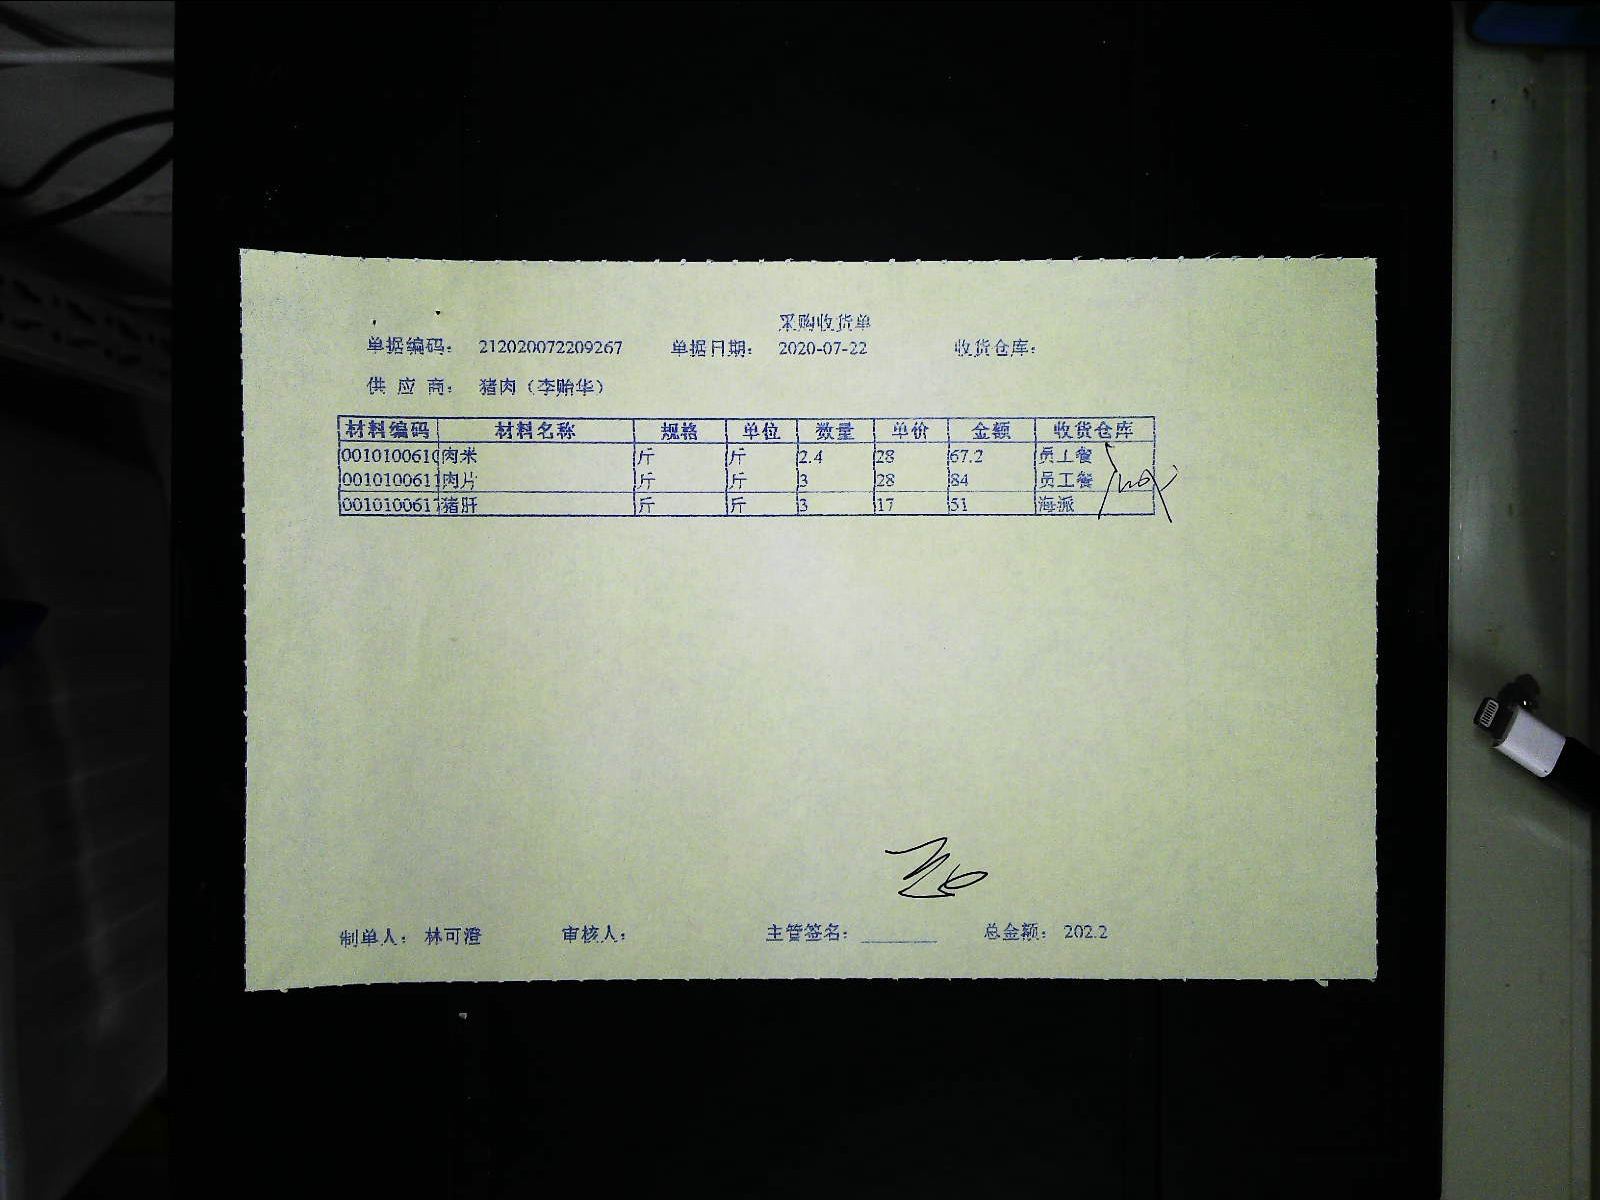 采购收货单
单据编码： 212020072209267 单据日期： 2020-07-22 收货仓库：
供 应 商： 猪肉（李贻华）
材料编码 材料名称 规格 单位 数量 单价 金额 收货仓库
0010100610 肉米 斤 斤 2.4 28 67.2 员工餐
0010100611 肉片 斤 斤 3 28 84 员工餐
001010061 猪肝 斤 斤 3 17 51 海派
制单人： 林可澄 审核人： 主管签名： 总金额： 202.2